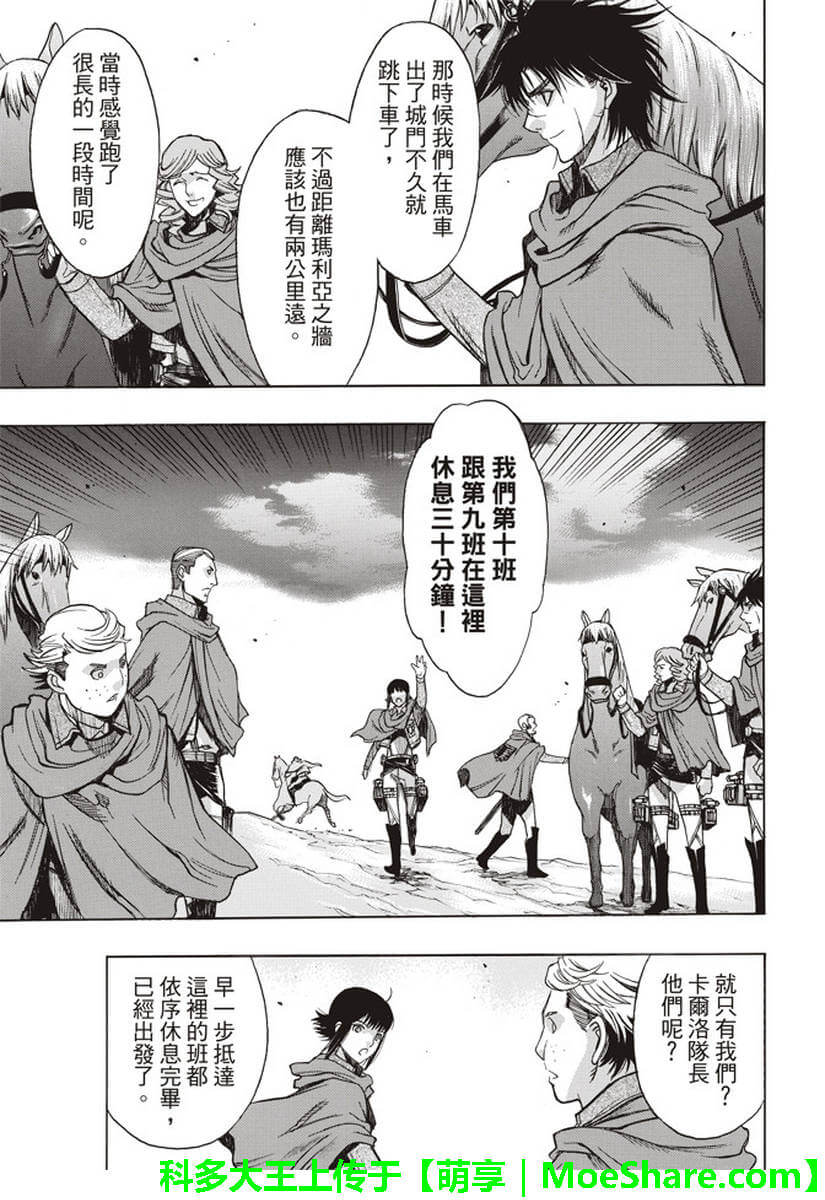 那時候我們在馬車
出了城門不久就
跳下車了，
不過距離瑪利亞之牆
應該也有兩公里遠。
當時感覺跑了
很長的一段時間呢。
我們第十班
跟第九班在這裡
休息三十分鐘！
就只有我們？
卡爾洛隊長
他們呢？
早一步抵達
這裡的班都
依序休息完畢，
已經出發了。
科多大王上传于【萌享|MoeShare.com】